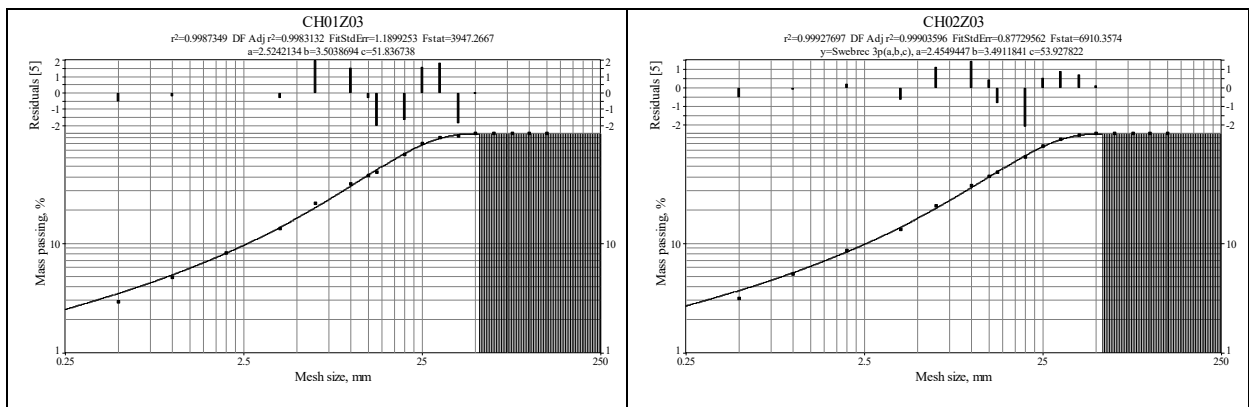 CH01Z03
r²=0.9987349 DF Adj r²=0.9983132 FitStdErr=1.1899253 Fstat=3947.2667
a=2.5242134 b=3.5038694 c=51.836738
Residuals [5]
2
1
0
-1
-2
2
1
0
-1
-2
Mass passing, %
10
1
10
1
0.25
2.5
25
250
Mesh size, mm
CH02Z03
r²=0.99927697 DF Adj r²=0.99903596 FitStdErr=0.87729562 Fstat=6910.3574
y=Swebrec 3p(a,b,c), a=2.4549447 b=3.4911841 c=53.927822
Residuals [5]
1
0
-1
-2
1
0
-1
-2
Mass passing, %
10
1
10
1
0.25
2.5
25
250
Mesh size, mm